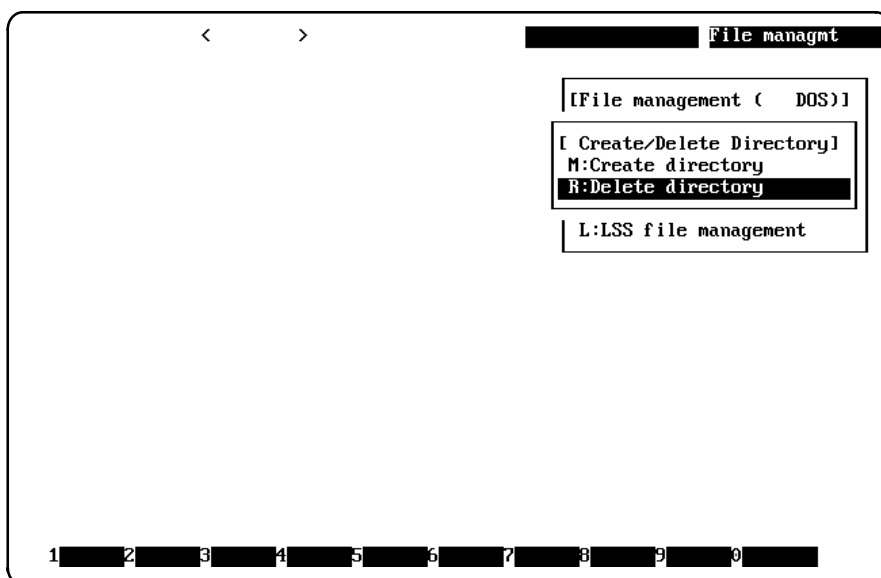 < > File managmt
[File management ( DOS)]
[ Create/Delete Directory]
M:Create directory
R:Delete directory
L:LSS file management
1 2 3 4 5 6 7 8 9 0